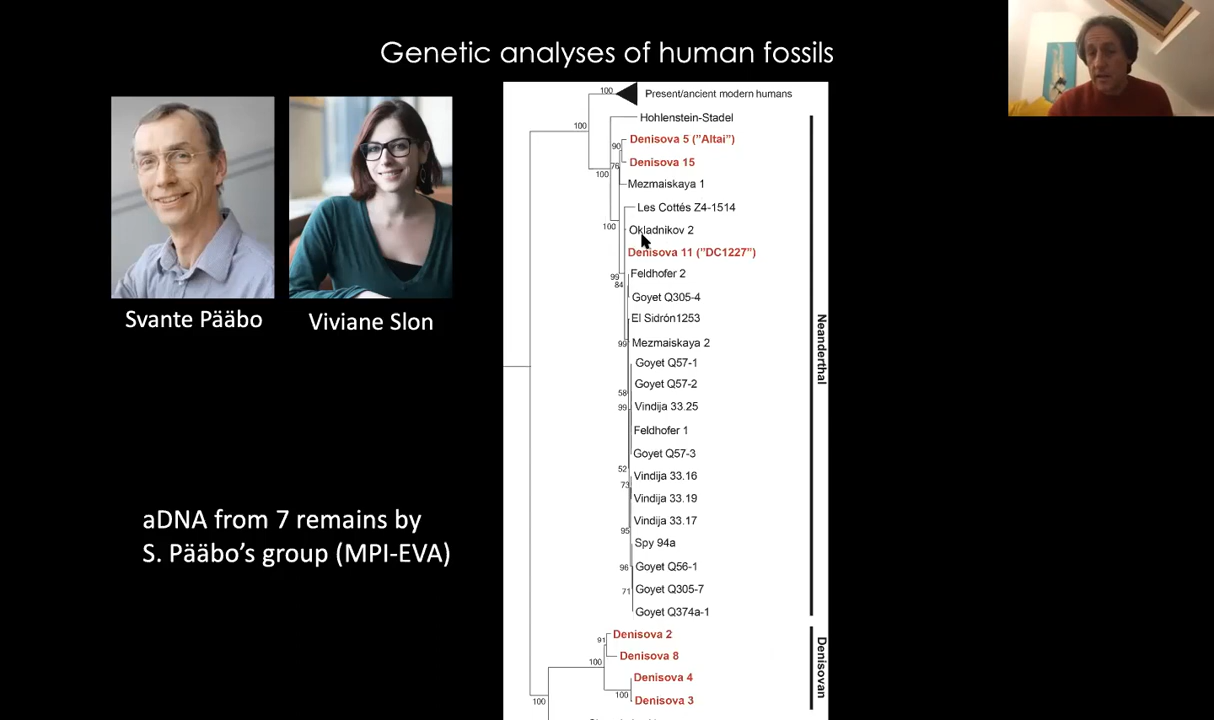 Genetic analyses of human fossils
Svante Pääbo
Viviane Slon
aDNA from 7 remains by
S. Pääbo's group (MPI-EVA)
100
Present/ancient modern humans
100
Hohlenstein-Stadel
90
Denisova 5 ("Altai")
Denisova 15
76
100
Mezmaiskaya 1
Les Cottés Z4-1514
100
Okladnikov 2
Denisova 11 ("DC1227")
99
Feldhofer 2
84
Goyet Q305-4
El Sidrón1253
99
Mezmaiskaya 2
Goyet Q57-1
Goyet Q57-2
58
99
Vindija 33.25
Feldhofer 1
Goyet Q57-3
52
Vindija 33.16
73
Vindija 33.19
Vindija 33.17
95
Spy 94a
96
Goyet Q56-1
71
Goyet Q305-7
Goyet Q374a-1
Neanderthal
91
Denisova 2
100
Denisova 8
Denisova 4
100
Denisova 3
100
Denisovan